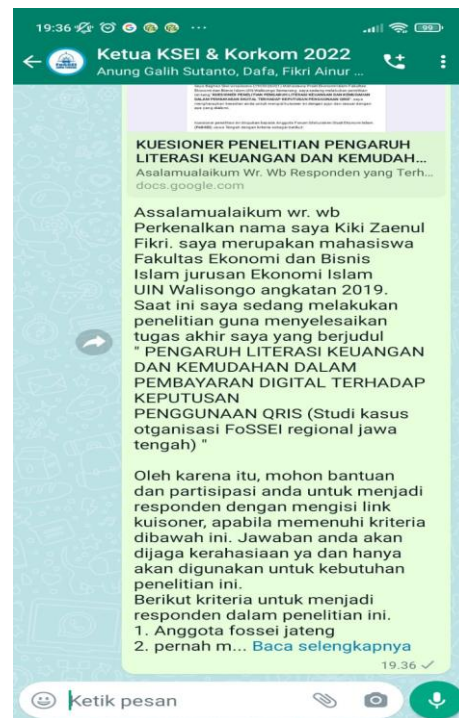 19:36
99
Ketua KSEI & Korkom 2022
Anung Galih Sutanto, Dafa, Fikri Ainur ...
KUESIONER PENELITIAN PENGARUH
LITERASI KEUANGAN DAN KEMUDAH...
Asalamualaikum Wr. Wb Responden yang Terh...
docs.google.com
Assalamualaikum wr. wb
Perkenalkan nama saya Kiki Zaenul
Fikri. saya merupakan mahasiswa
Fakultas Ekonomi dan Bisnis
Islam jurusan Ekonomi Islam
UIN Walisongo angkatan 2019.
Saat ini saya sedang melakukan
penelitian guna menyelesaikan
tugas akhir saya yang berjudul
" PENGARUH LITERASI KEUANGAN
DAN KEMUDAHAN DALAM
PEMBAYARAN DIGITAL TERHADAP
KEPUTUSAN
PENGGUNAAN QRIS (Studi kasus
otganisasi FoSSEI regional jawa
tengah) "
Oleh karena itu, mohon bantuan
dan partisipasi anda untuk menjadi
responden dengan mengisi link
kuisoner, apabila memenuhi kriteria
dibawah ini. Jawaban anda akan
dijaga kerahasiaan ya dan hanya
akan digunakan untuk kebutuhan
penelitian ini.
Berikut kriteria untuk menjadi
responden dalam penelitian ini.
1. Anggota fossei jateng
2. pernah m... Baca selengkapnya
19.36
Ketik pesan